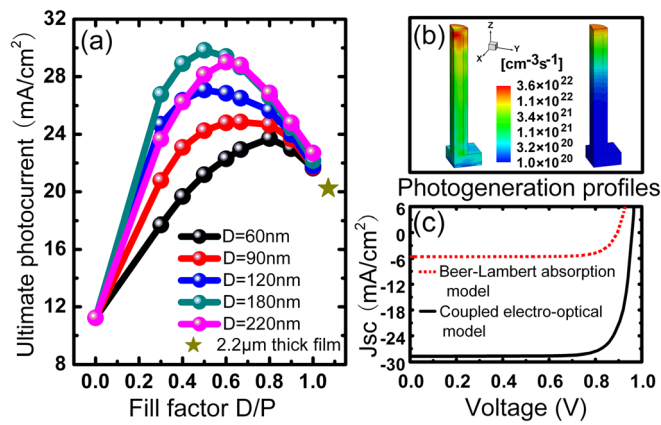 (a)
32
28
24
20
16
12
8
Ultimate photocurrent (mA/cm²)
D=60nm
D=90nm
D=120nm
D=180nm
D=220nm
2.2μm thick film
0.0 0.2 0.4 0.6 0.8 1.0
Fill factor D/P
(b)
Z
X
Y
[cm⁻³s⁻¹]
3.6×10²²
1.1×10²²
3.4×10²¹
1.1×10²¹
3.2×10²⁰
1.0×10²⁰
Photogeneration profiles
(c)
6
0
-6
-12
-18
-24
-30
Jsc (mA/cm²)
Beer-Lambert absorption
model
Coupled electro-optical
model
0.0 0.2 0.4 0.6 0.8 1.0
Voltage (V)